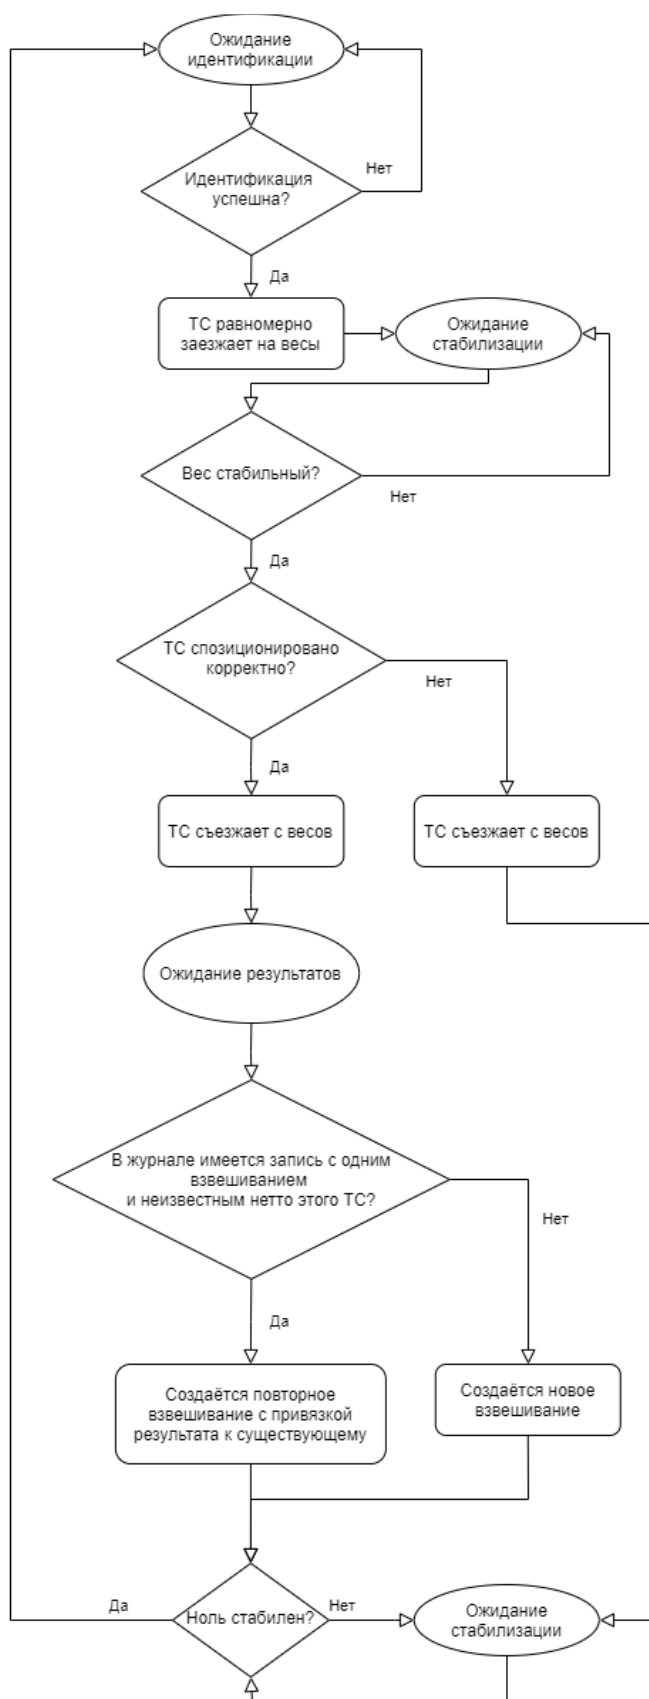 Ожидание
идентификации
Идентификация
успешна?
Нет
Да
ТС равномерно
заезжает на весы
Ожидание
стабилизации
Вес стабильный?
Нет
Да
ТС спозиционировано
корректно?
Нет
Да
ТС съезжает с весов
ТС съезжает с весов
Ожидание результатов
В журнале имеется запись с одним
взвешиванием
и неизвестным нетто этого ТС?
Нет
Да
Создаётся повторное
взвешивание с привязкой
результата к существующему
Создаётся новое
взвешивание
Да
Ноль стабилен?
Нет
Ожидание
стабилизации